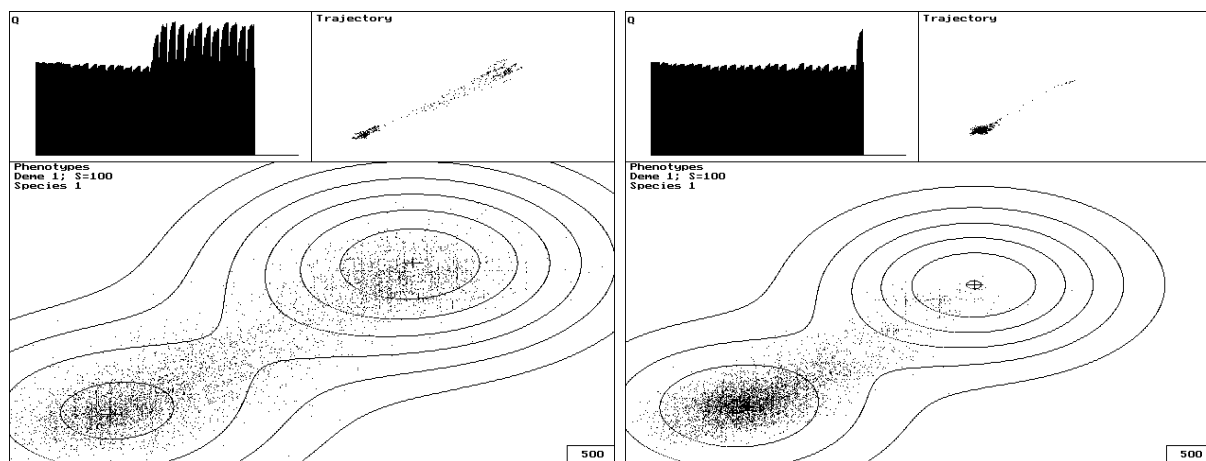 Q
Trajectory
Phenotypes
Deme 1; S=100
Species 1
500
Q
Trajectory
Phenotypes
Deme 1; S=100
Species 1
500